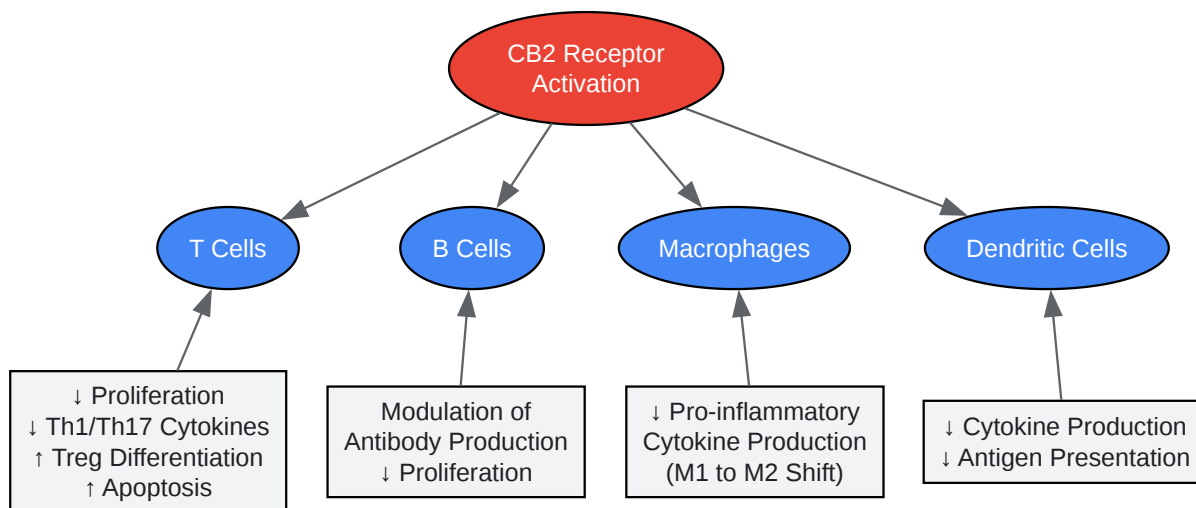 CB2 Receptor
Activation
T Cells
B Cells
Macrophages
Dendritic Cells
↓ Proliferation
↓ Th1/Th17 Cytokines
↑ Treg Differentiation
↑ Apoptosis
Modulation of
Antibody Production
↓ Proliferation
↓ Pro-inflammatory
Cytokine Production
(M1 to M2 Shift)
↓ Cytokine Production
↓ Antigen Presentation